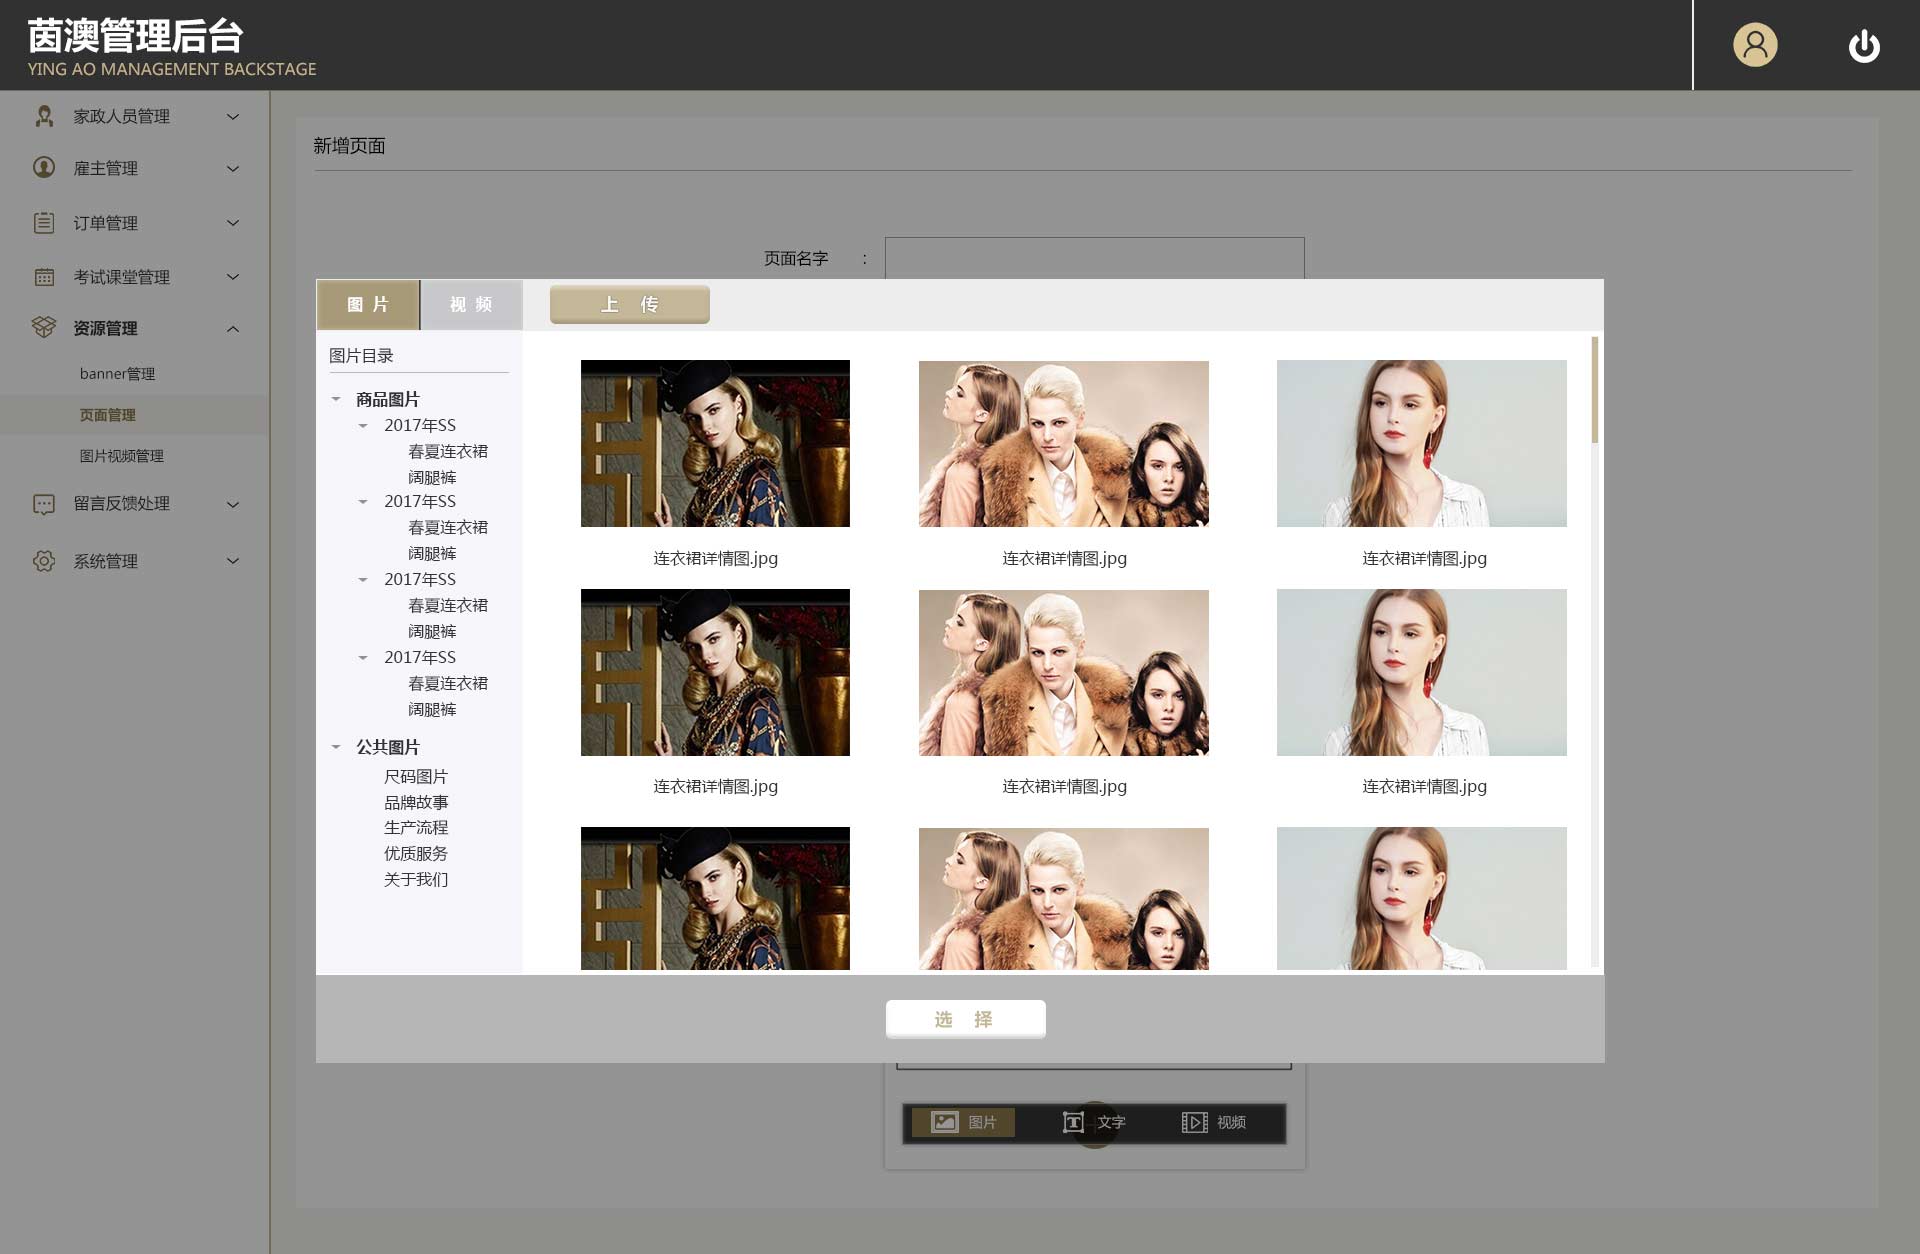 茵澳管理后台
YING AO MANAGEMENT BACKSTAGE
家政人员管理
雇主管理
订单管理
考试课堂管理
资源管理
banner管理
页面管理
图片视频管理
留言反馈处理
系统管理
新增页面
页面名字 :
图 片
视 频
上 传
图片目录
商品图片
2017年SS
春夏连衣裙
阔腿裤
2017年SS
春夏连衣裙
阔腿裤
2017年SS
春夏连衣裙
阔腿裤
2017年SS
春夏连衣裙
阔腿裤
公共图片
尺码图片
品牌故事
生产流程
优质服务
关于我们
连衣裙详情图.jpg
连衣裙详情图.jpg
连衣裙详情图.jpg
连衣裙详情图.jpg
连衣裙详情图.jpg
连衣裙详情图.jpg
选 择
图片
文字
视频